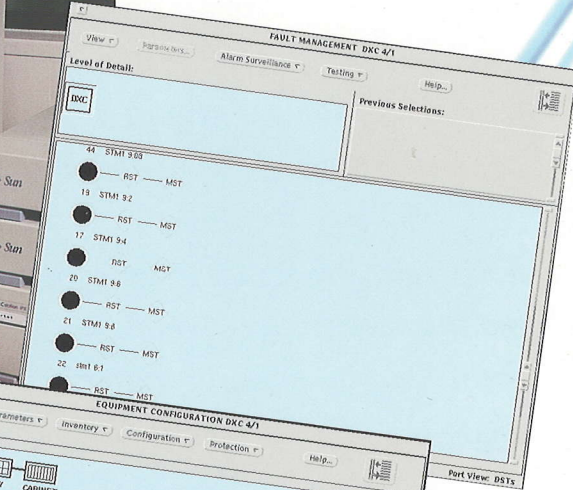 FAULT MANAGEMENT DXC 4/1
View
Parameters...
Alarm Surveillance
Testing
Help...
Level of Detail:
DXC
Previous Selections:
44 STM1 9.08
RST MST
19 STM1 9:2
RST MST
17 STM1 9:4
RST MST
20 STM1 9:6
RST MST
21 STM1 9:8
RST MST
22 stm1 6:1
RST MST
Port View: DSTs
Sun
Sun
EQUIPMENT CONFIGURATION DXC 4/1
Inventory
Configuration
Protection
Help...